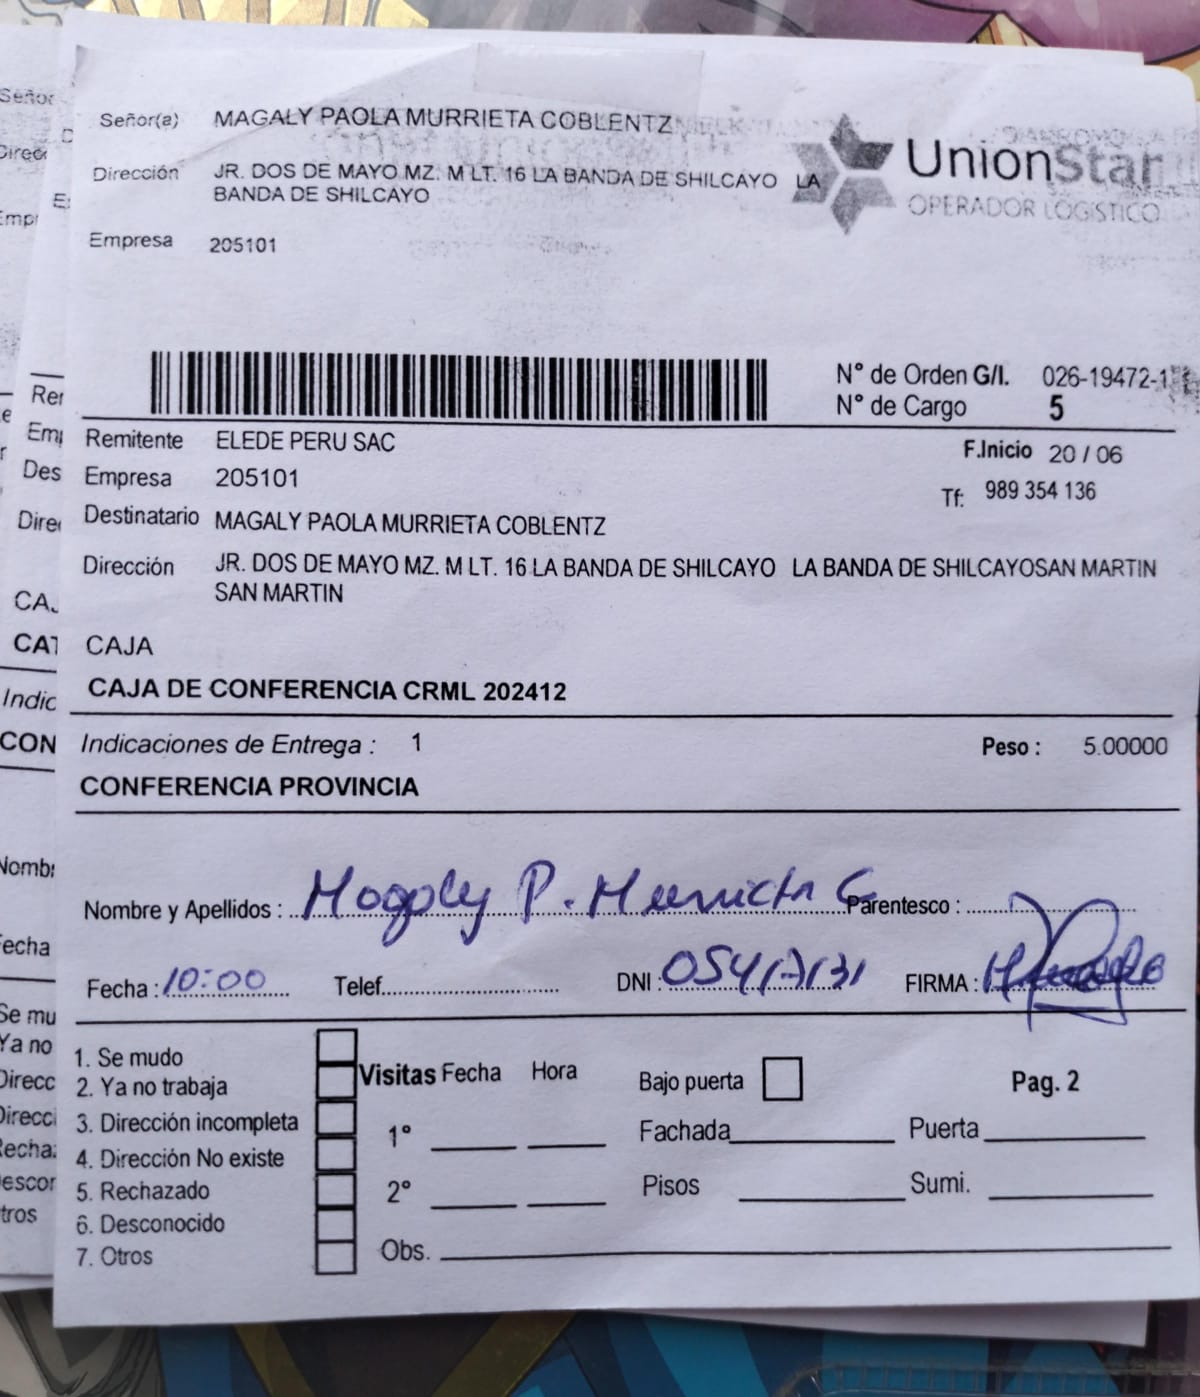 Señor(a) MAGALY PAOLA MURRIETA COBLENTZ
Dirección JR. DOS DE MAYO MZ. M LT. 16 LA BANDA DE SHILCAYO LA
BANDA DE SHILCAYO
UnionStar
OPERADOR LOGISTICO
Empresa 205101
N° de Orden G/I. 026-19472-1
N° de Cargo 5
Remitente ELEDE PERU SAC
F.Inicio 20 / 06
Empresa 205101
Tf: 989 354 136
Destinatario MAGALY PAOLA MURRIETA COBLENTZ
Dirección JR. DOS DE MAYO MZ. M LT. 16 LA BANDA DE SHILCAYO LA BANDA DE SHILCAYOSAN MARTIN
SAN MARTIN
CAJA
CAJA DE CONFERENCIA CRML 202412
Indicaciones de Entrega : 1 Peso : 5.00000
CONFERENCIA PROVINCIA
Nombre y Apellidos : Magaly P. Murrieta C Parentesco :
Fecha : 10:00 Telef. DNI : FIRMA :
1. Se mudo
2. Ya no trabaja
3. Dirección incompleta
4. Dirección No existe
5. Rechazado
6. Desconocido
7. Otros
Visitas Fecha Hora
1°
2°
Obs.
Bajo puerta Pag. 2
Fachada Puerta
Pisos Sumi.